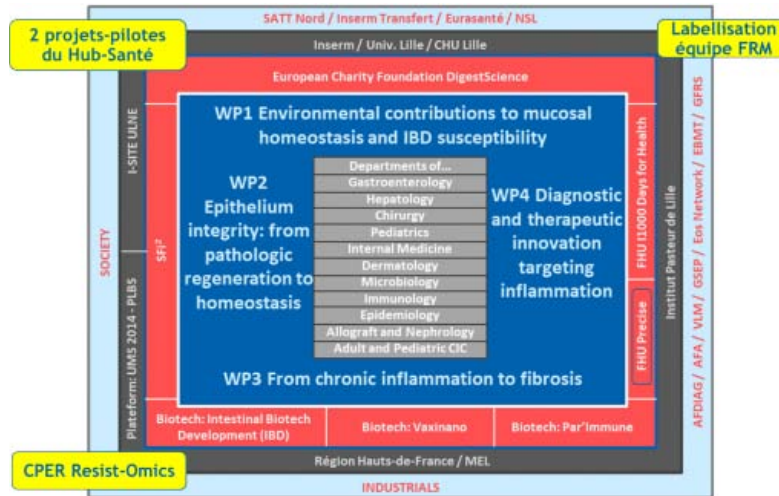 SATT Nord / Inserm Transfert / Eurasanté / NSL
2 projets-pilotes
du Hub-Santé
Labellisation
équipe FRM
Inserm / Univ. Lille / CHU Lille
European Charity Foundation DigestScience
WP1 Environmental contributions to mucosal
homeostasis and IBD susceptibility
SOCIETY
I-SITE ULNE
Plateform: UMS 2014 - PLBS
SFI²
WP2
Epithelium
integrity: from
pathologic
regeneration to
homeostasis
Departments of...
Gastroenterology
Hepatology
Chirurgy
Pediatrics
Internal Medicine
Dermatology
Microbiology
Immunology
Epidemiology
Allograft and Nephrology
Adult and Pediatric CIC
WP4 Diagnostic
and therapeutic
innovation
targeting
inflammation
FHU I1000 Days for Health
FHU Precise
Institut Pasteur de Lille
AFDIAG / AFA / VLM / GSEP / Eos Network / EBMT / GFRS
WP3 From chronic inflammation to fibrosis
Biotech: Intestinal Biotech
Development (IBD)
Biotech: Vaxinano
Biotech: Par'Immune
CPER Resist-Omics
Région Hauts-de-France / MEL
INDUSTRIALS